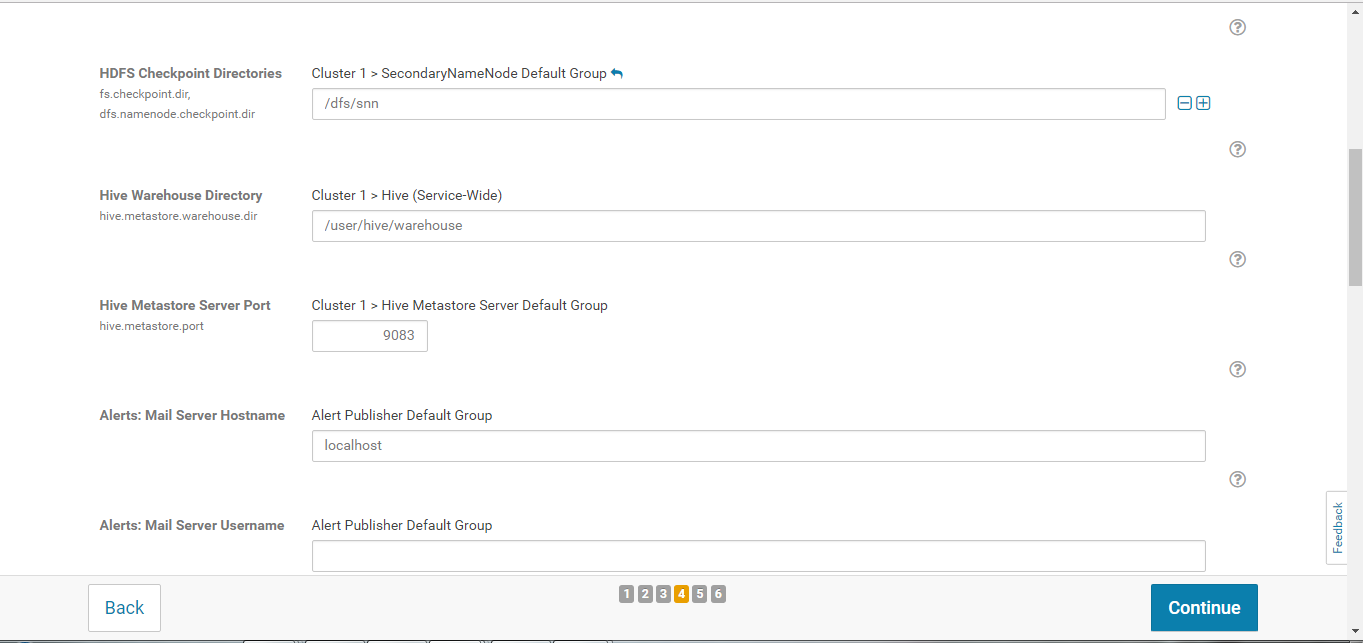 HDFS Checkpoint Directories
fs.checkpoint.dir,
dfs.namenode.checkpoint.dir
Cluster 1 > SecondaryNameNode Default Group
/dfs/snn
Hive Warehouse Directory
hive.metastore.warehouse.dir
Cluster 1 > Hive (Service-Wide)
/user/hive/warehouse
Hive Metastore Server Port
hive.metastore.port
Cluster 1 > Hive Metastore Server Default Group
9083
Alerts: Mail Server Hostname
Alert Publisher Default Group
localhost
Alerts: Mail Server Username
Alert Publisher Default Group
Feedback
Back
1 2 3 4 5 6
Continue